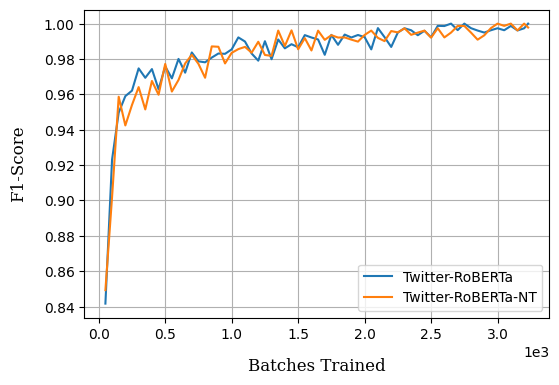 1.00
0.98
0.96
0.94
0.92
0.90
0.88
0.86
0.84
F1-Score
Twitter-RoBERTa
Twitter-RoBERTa-NT
0.0 0.5 1.0 1.5 2.0 2.5 3.0
1e3
Batches Trained